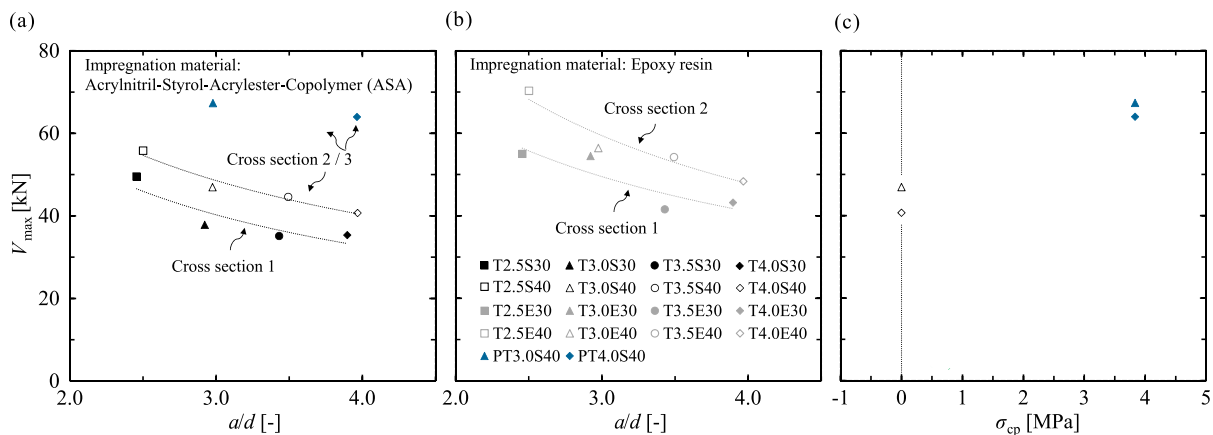 (a)
80
60
40
20
0
V_max [kN]
Impregnation material:
Acrylnitril-Styrol-Acrylester-Copolymer (ASA)
Cross section 2 / 3
Cross section 1
2.0 3.0 4.0
a/d [-]
(b)
Impregnation material: Epoxy resin
Cross section 2
Cross section 1
T2.5S30 T3.0S30 T3.5S30 T4.0S30
T2.5S40 T3.0S40 T3.5S40 T4.0S40
T2.5E30 T3.0E30 T3.5E30 T4.0E30
T2.5E40 T3.0E40 T3.5E40 T4.0E40
PT3.0S40 PT4.0S40
2.0 3.0 4.0
a/d [-]
(c)
-1 0 1 2 3 4 5
σ_cp [MPa]